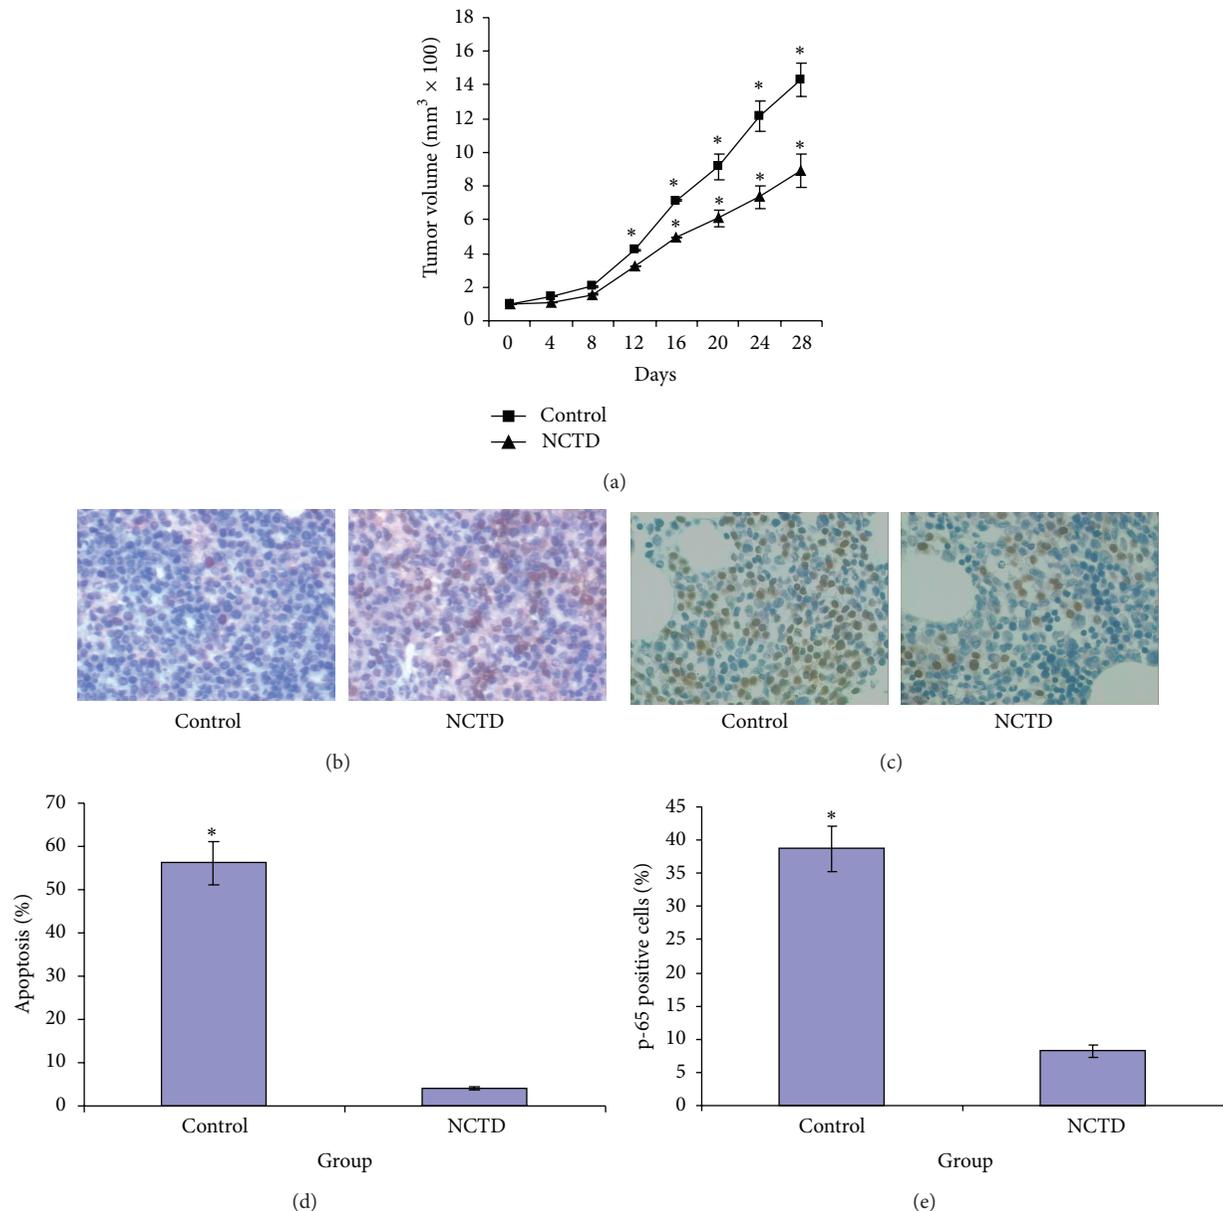 18
16
14
12
10
8
6
4
2
0
Tumor volume (mm³ × 100)
* * * * *
* * * *
0 4 8 12 16 20 24 28
Days
Control
NCTD
(a)
Control NCTD
(b)
Control NCTD
(c)
70
60
50
40
30
20
10
0
Apoptosis (%)
*
Control NCTD
Group
(d)
45
40
35
30
25
20
15
10
5
0
p-65 positive cells (%)
*
Control NCTD
Group
(e)